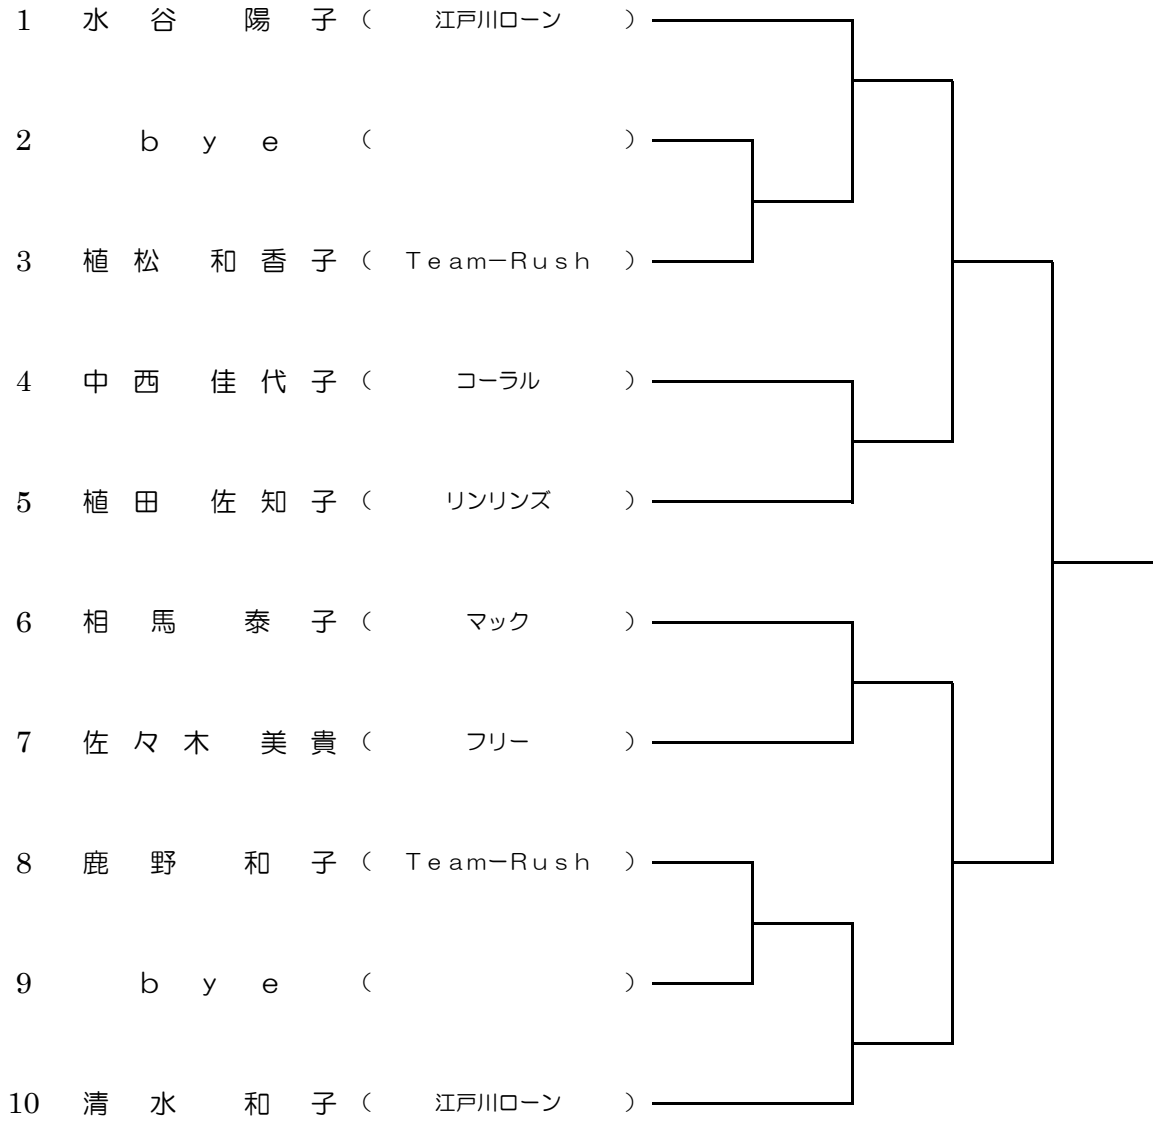 1 水谷 陽子 ( 江戸川ローン )
2 bye ( )
3 植松 和香子 ( Team-Rush )
4 中西 佳代子 ( コーラル )
5 植田 佐知子 ( リンリンズ )
6 相馬 泰子 ( マック )
7 佐々木 美貴 ( フリー )
8 鹿野 和子 ( Team-Rush )
9 bye ( )
10 清水 和子 ( 江戸川ローン )